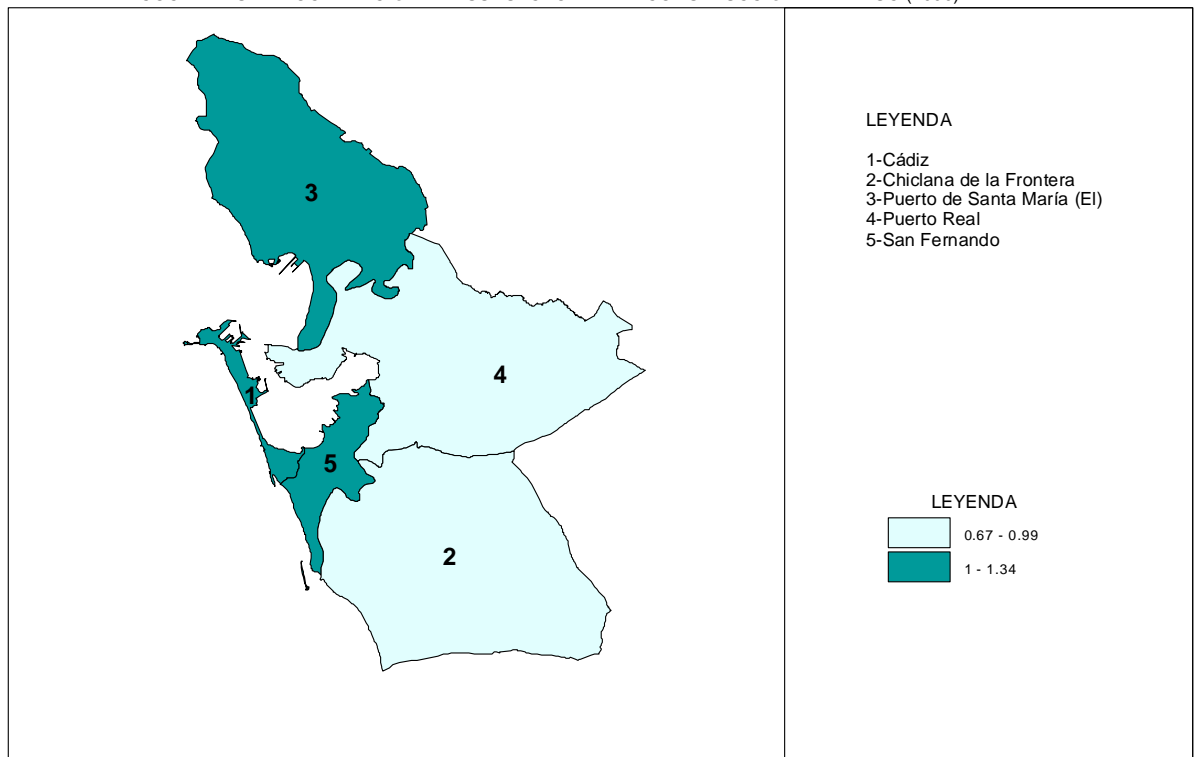 3
4
1
5
2
LEYENDA
1-Cádiz
2-Chiclana de la Frontera
3-Puerto de Santa María (El)
4-Puerto Real
5-San Fernando
LEYENDA
0.67 - 0.99
1 - 1.34